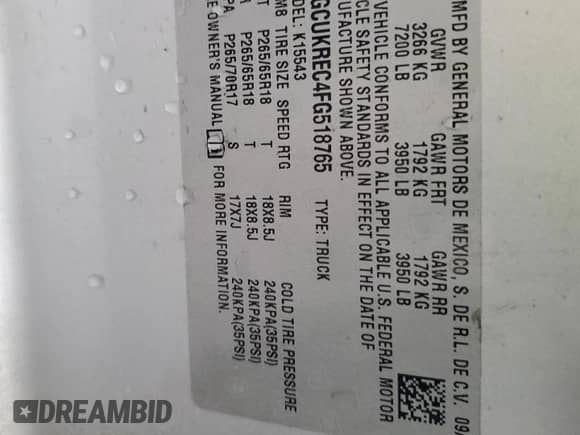 MFD BY GENERAL MOTORS DE MEXICO, S. DE R.L. DE C.V. 09/
GVWR GAWR FRT GAWR RR
3266 KG 1792 KG 1792 KG
7200 LB 3990 LB 3950 LB
VEHICLE CONFORMS TO ALL APPLICABLE U.S. FEDERAL MOTOR
CLE SAFETY STANDARDS IN EFFECT ON THE DATE OF
UFACTURE SHOWN ABOVE.
GCUKREC4FG518765 TYPE: TRUCK
MODEL: K15543
TIRE SIZE SPEED RTG RIM COLD TIRE PRESSURE
P265/65R18 T 18X8.5J 240KPA(35PSI)
P265/65R18 T 18X8.5J 240KPA(35PSI)
P265/70R17 S 17X7J 240KPA(35PSI)
E OWNER'S MANUAL FOR MORE INFORMATION.
DREAMBID